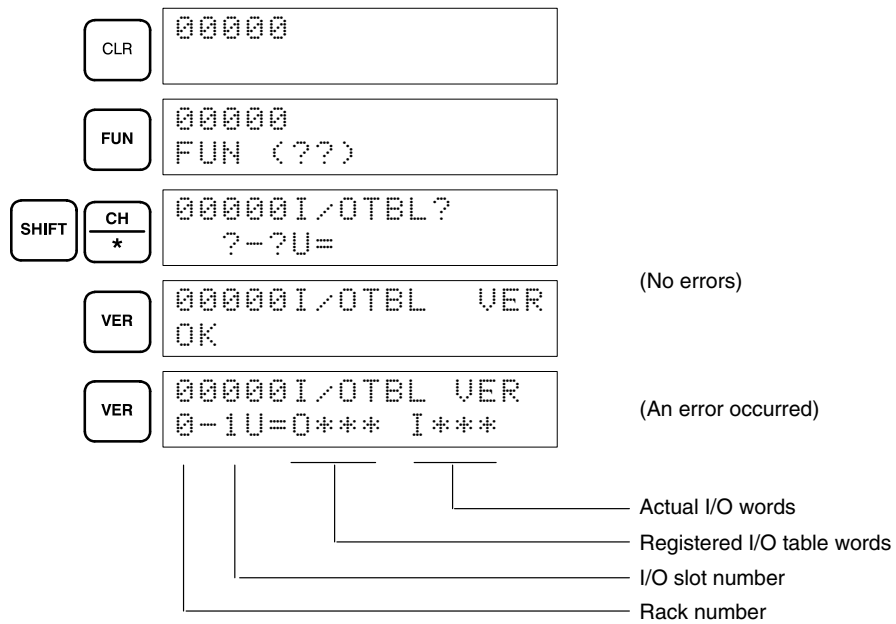 CLR
00000
FUN
00000
FUN (??)
SHIFT
CH
*
00000I/OTBL?
?-?U=
VER
00000I/OTBL VER
OK
(No errors)
VER
00000I/OTBL VER
0-1U=O*** I***
(An error occurred)
Actual I/O words
Registered I/O table words
I/O slot number
Rack number